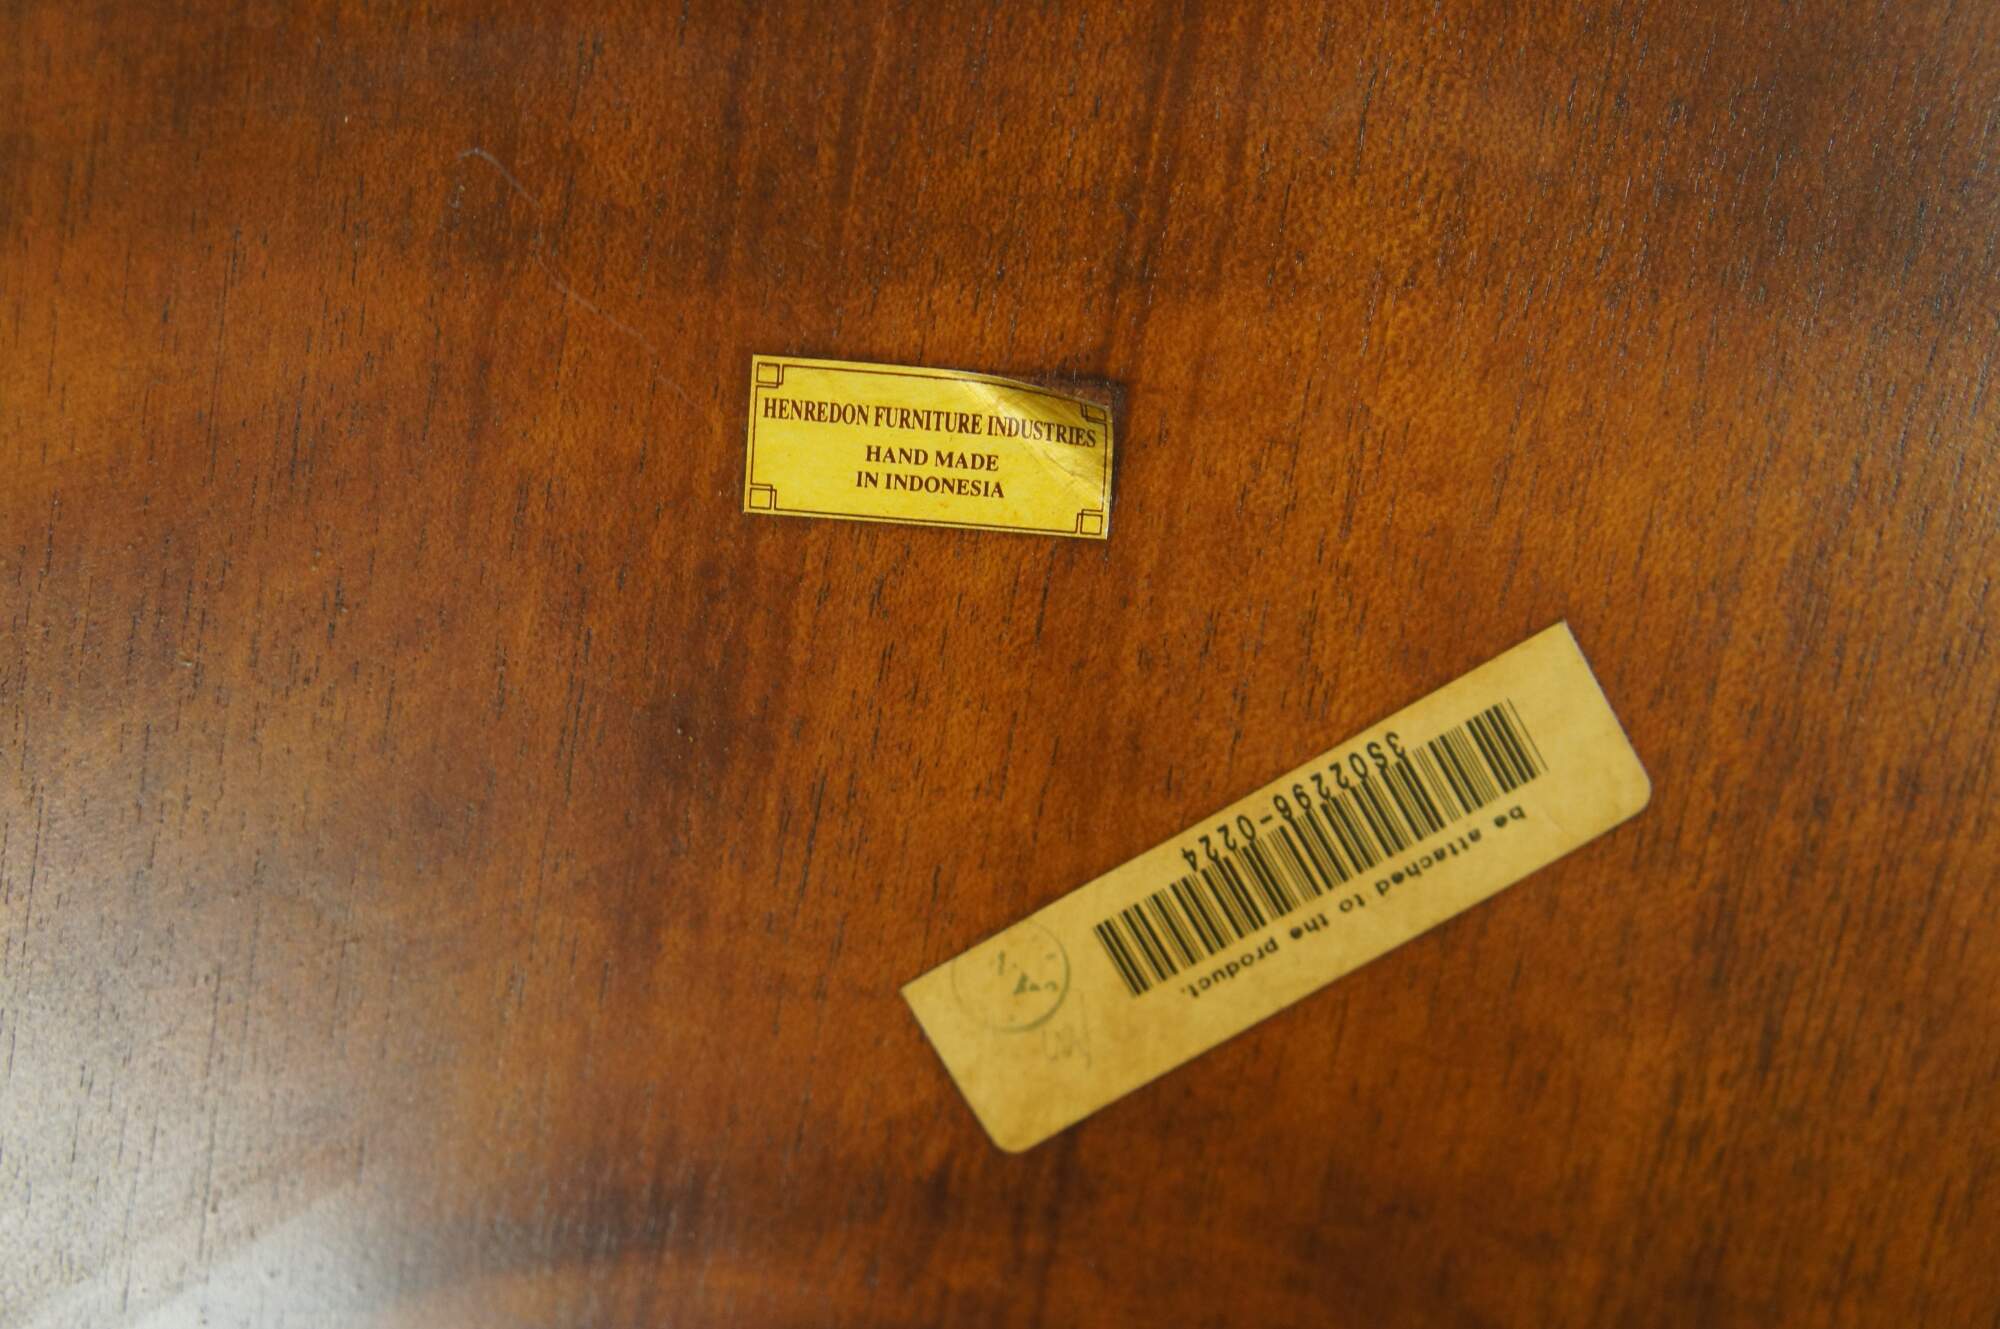 HENREDON FURNITURE INDUSTRIES
HAND MADE
IN INDONESIA
be attached to the product.
3S02296-0224